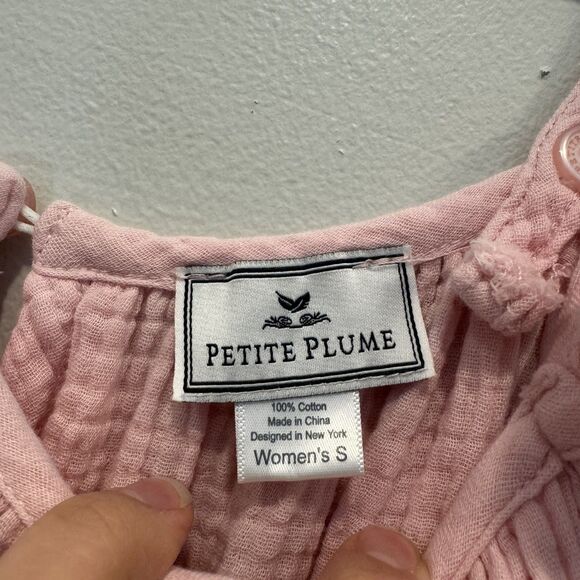 PETITE PLUME
100% Cotton
Made in China
Designed in New York
Women's S